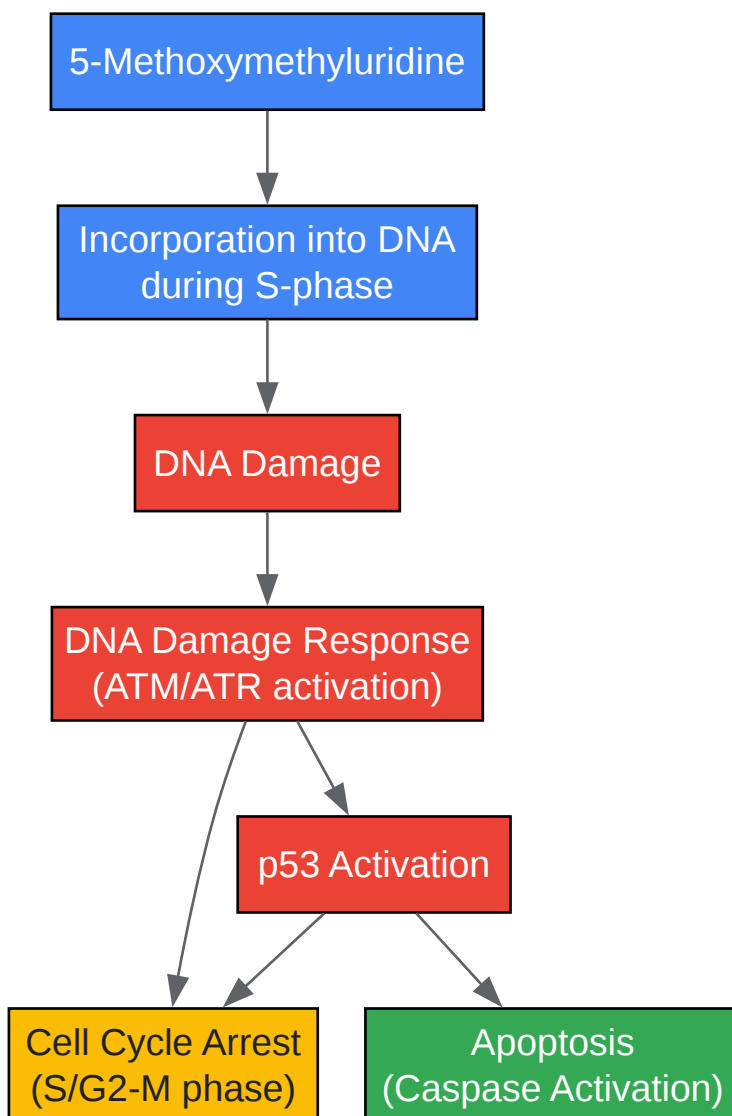 5-Methoxymethyluridine
Incorporation into DNA
during S-phase
DNA Damage
DNA Damage Response
(ATM/ATR activation)
p53 Activation
Cell Cycle Arrest
(S/G2-M phase)
Apoptosis
(Caspase Activation)